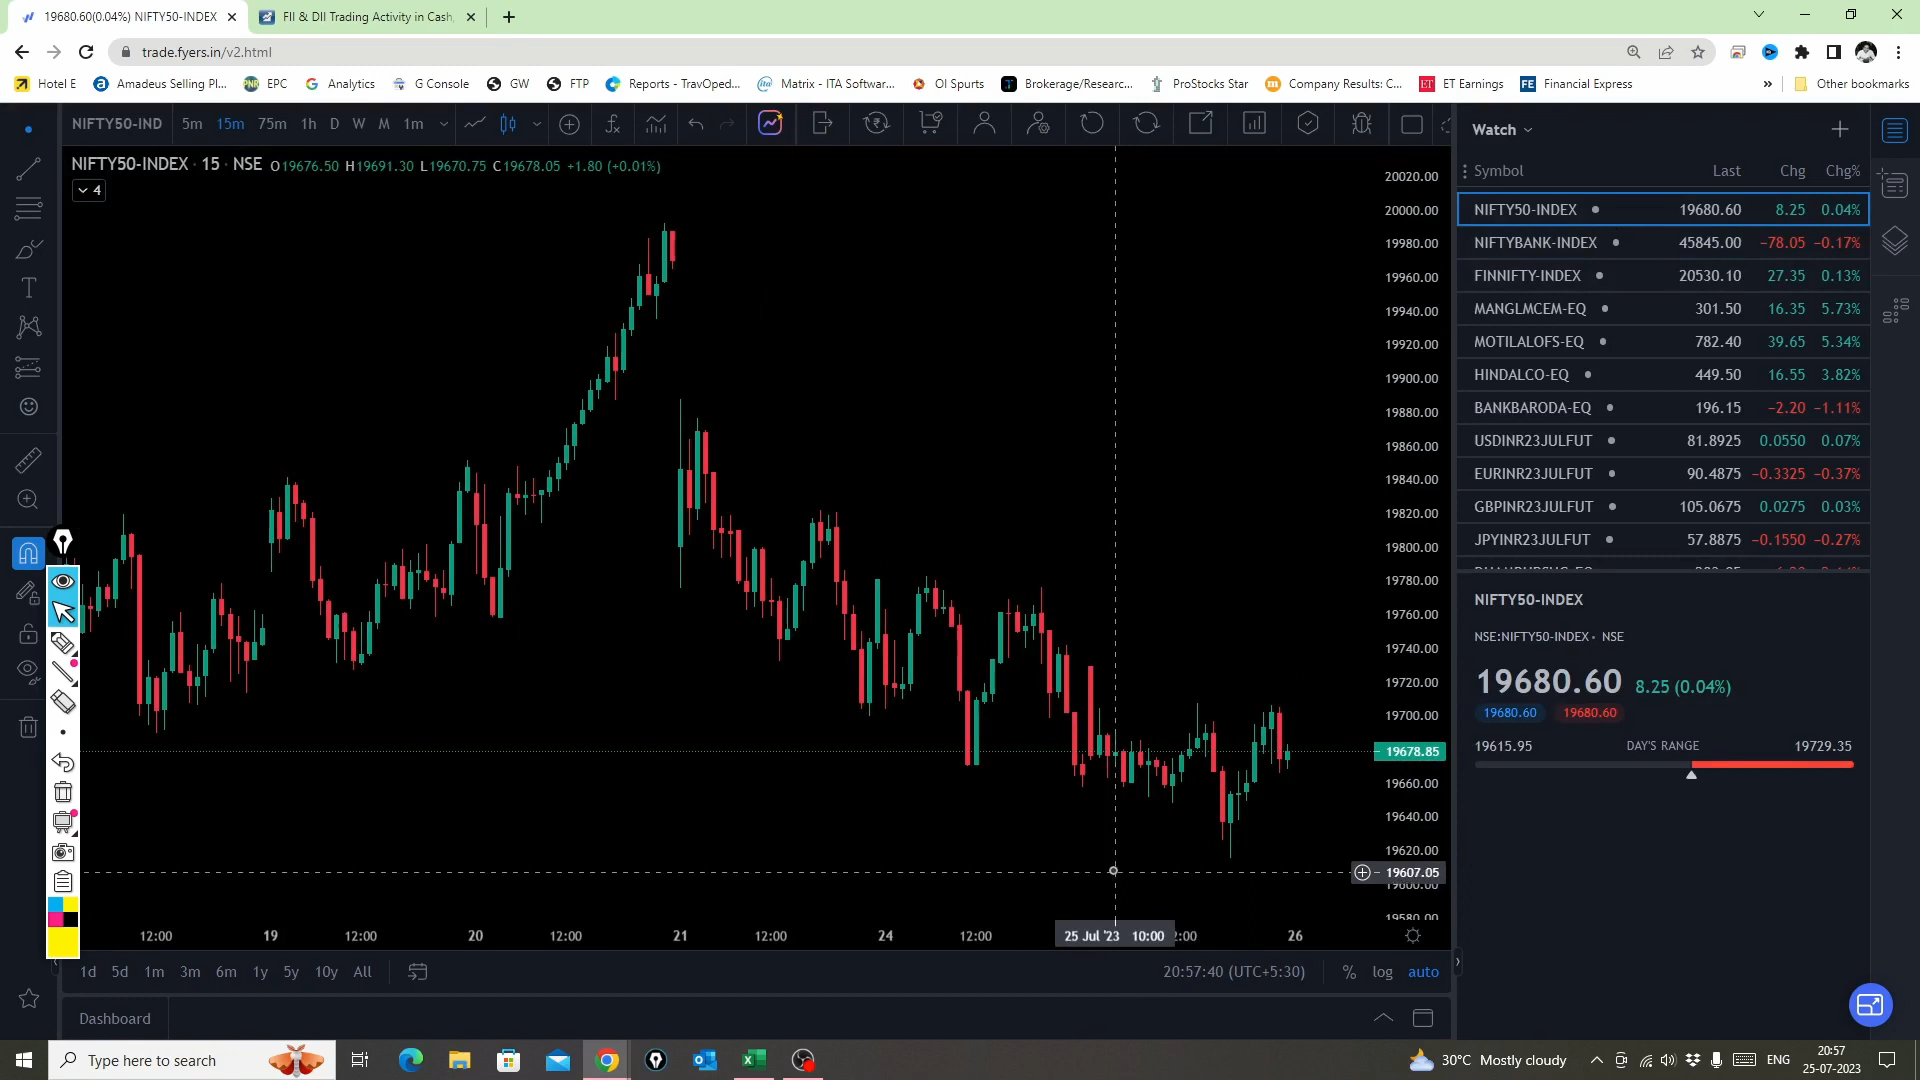 19680.60(0.04%) NIFTY50-INDEX
FII & DII Trading Activity in Cash,
trade.fyers.in/v2.html
Hotel E
Amadeus Selling Pl...
EPC
Analytics
G Console
GW
FTP
Reports - TravOped...
Matrix - ITA Softwar...
OI Spurts
Brokerage/Researc...
ProStocks Star
Company Results: C...
ET Earnings
Financial Express
»
Other bookmarks
NIFTY50-IND 5m 15m 75m 1h D W M 1m
NIFTY50-INDEX · 15 · NSE O19676.50 H19691.30 L19670.75 C19678.05 +1.80 (+0.01%)
4
20020.00
20000.00
19980.00
19960.00
19940.00
19920.00
19900.00
19880.00
19860.00
19840.00
19820.00
19800.00
19780.00
19760.00
19740.00
19720.00
19700.00
19678.85
19660.00
19640.00
19620.00
19607.05
19600.00
19580.00
12:00 19 12:00 20 12:00 21 12:00 24 12:00 25 Jul '23 10:00 2:00 26
1d 5d 1m 3m 6m 1y 5y 10y All
20:57:40 (UTC+5:30) % log auto
Dashboard
Watch
Symbol Last Chg Chg%
NIFTY50-INDEX 19680.60 8.25 0.04%
NIFTYBANK-INDEX 45845.00 −78.05 −0.17%
FINNIFTY-INDEX 20530.10 27.35 0.13%
MANGLMCEM-EQ 301.50 16.35 5.73%
MOTILALOFS-EQ 782.40 39.65 5.34%
HINDALCO-EQ 449.50 16.55 3.82%
BANKBARODA-EQ 196.15 −2.20 −1.11%
USDINR23JULFUT 81.8925 0.0550 0.07%
EURINR23JULFUT 90.4875 −0.3325 −0.37%
GBPINR23JULFUT 105.0675 0.0275 0.03%
JPYINR23JULFUT 57.8875 −0.1550 −0.27%
NIFTY50-INDEX
NSE:NIFTY50-INDEX • NSE
19680.60 8.25 (0.04%)
19680.60 19680.60
19615.95 DAY'S RANGE 19729.35
Type here to search
30°C Mostly cloudy
ENG
20:57
25-07-2023